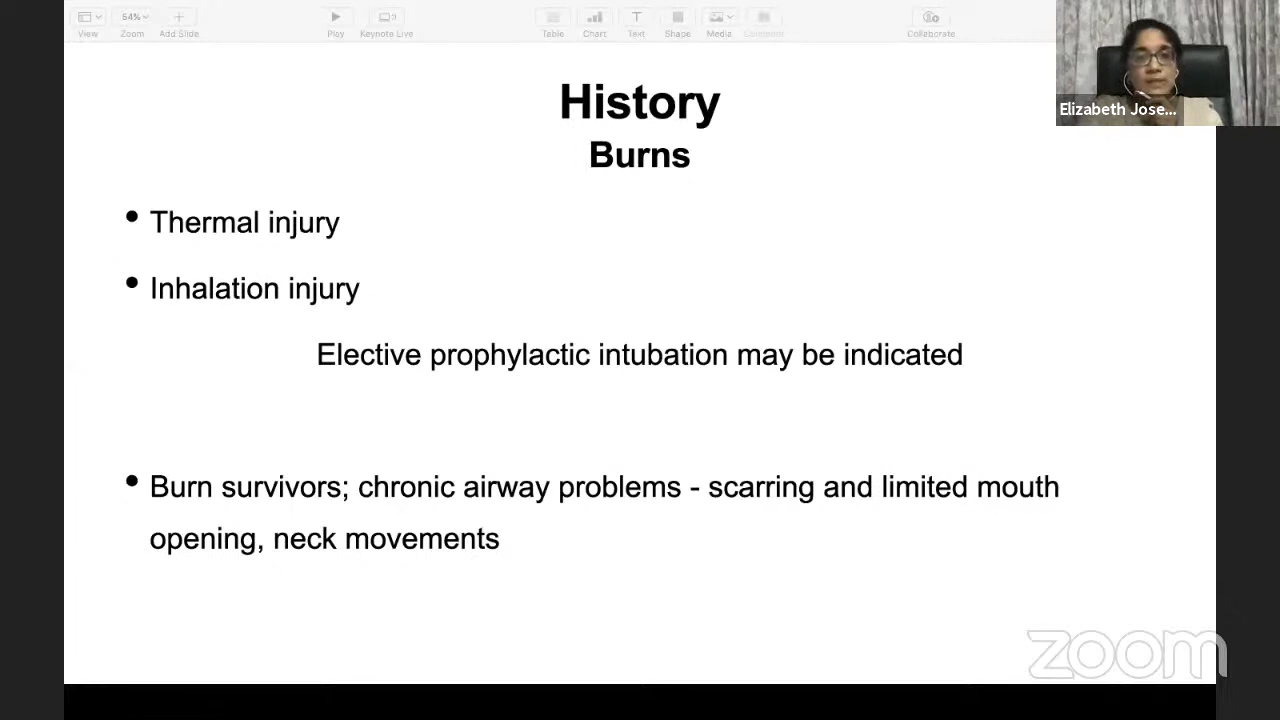 54%
View
Zoom
Add Slide
Play
Keynote Live
Table
Chart
Text
Shape
Media
Comment
Collaborate
Elizabeth Jose...
History
Burns
• Thermal injury
• Inhalation injury
Elective prophylactic intubation may be indicated
• Burn survivors; chronic airway problems - scarring and limited mouth
opening, neck movements
zoom